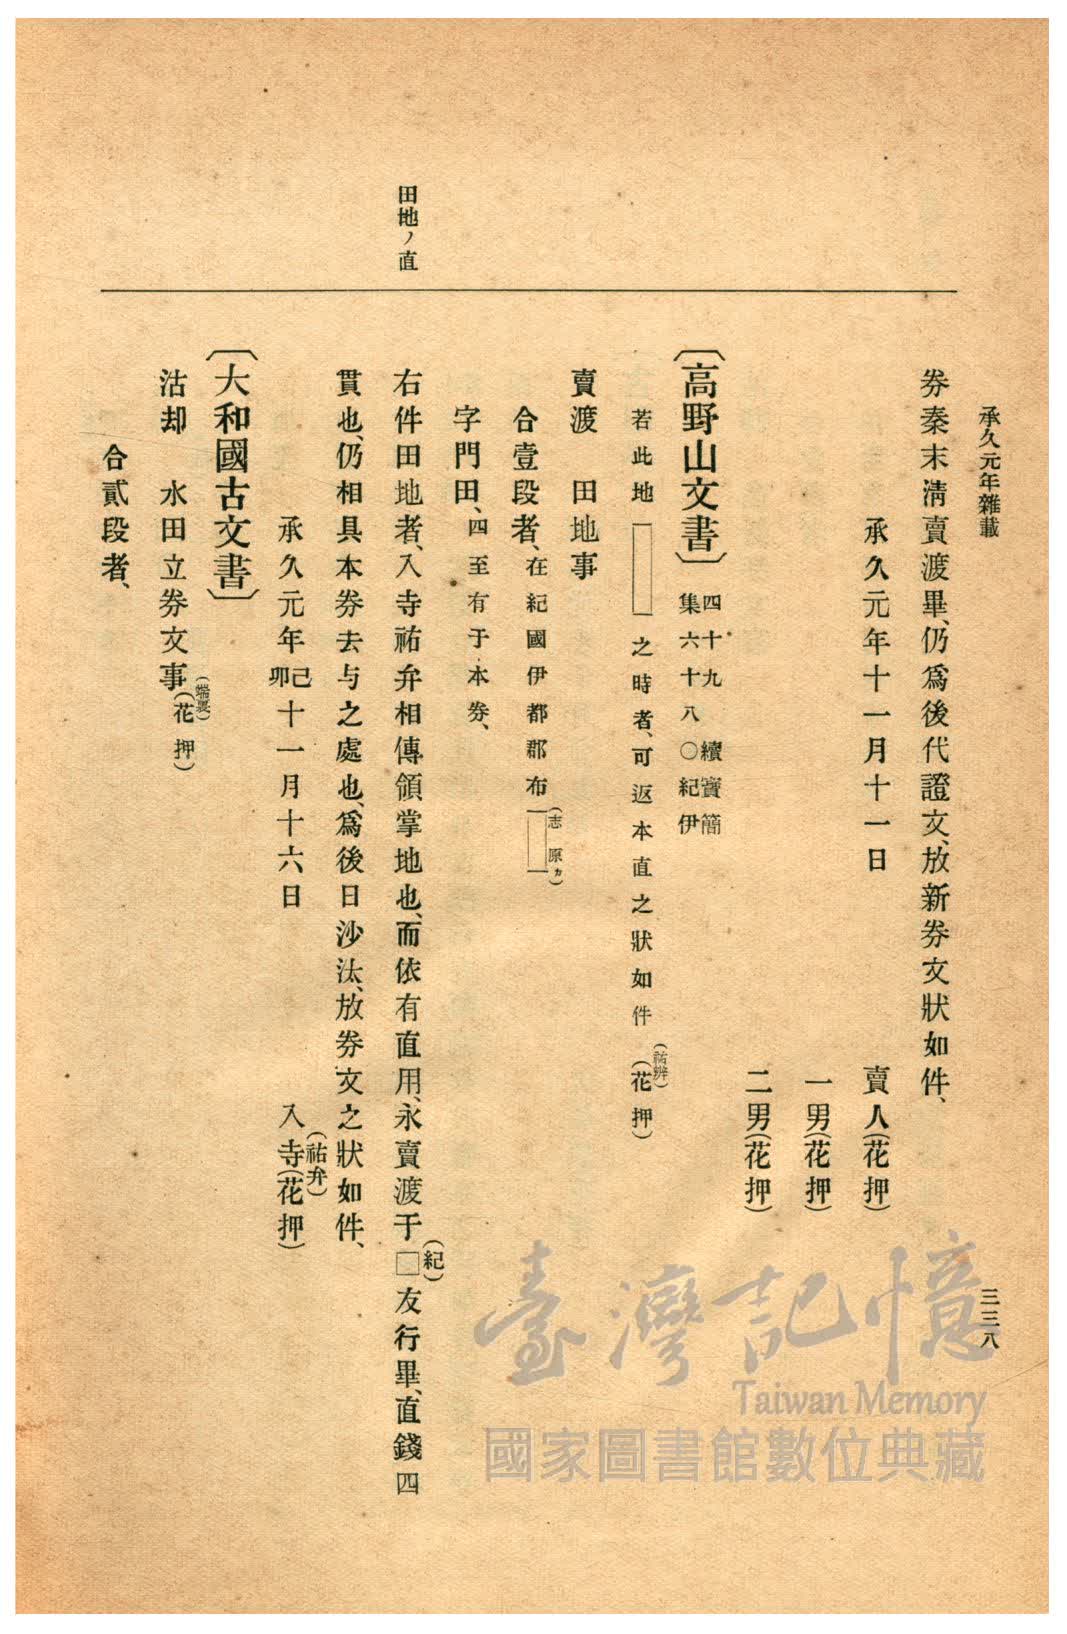 承久元年雜載
三三八
券秦末淸賣渡畢、仍爲後代證文、放新券文狀如件、
承久元年十一月十一日
賣人(花押)
一男(花押)
二男(花押)
〔高野山文書〕
四十九 續寶簡
集六十八 〇紀伊
若此地
之時者、可返本直之狀如件
(祐辨)
(花押)
賣渡 田地事
合壹段者、在紀國伊都郡布
(志原カ)
字門田、四至有于本券、
田地ノ直
右件田地者、入寺祐弁相傳領掌地也、而依有直用、永賣渡于□友行畢、直錢四
(紀)
貫也、仍相具本券去与之處也、爲後日沙汰、放券文之狀如件、
承久元年己卯十一月十六日
入寺(花押)
(祐弁)
〔大和國古文書〕
沽却 水田立券文事
(端裏)
(花押)
合貳段者、
臺灣記憶
Taiwan Memory
國家圖書館數位典藏